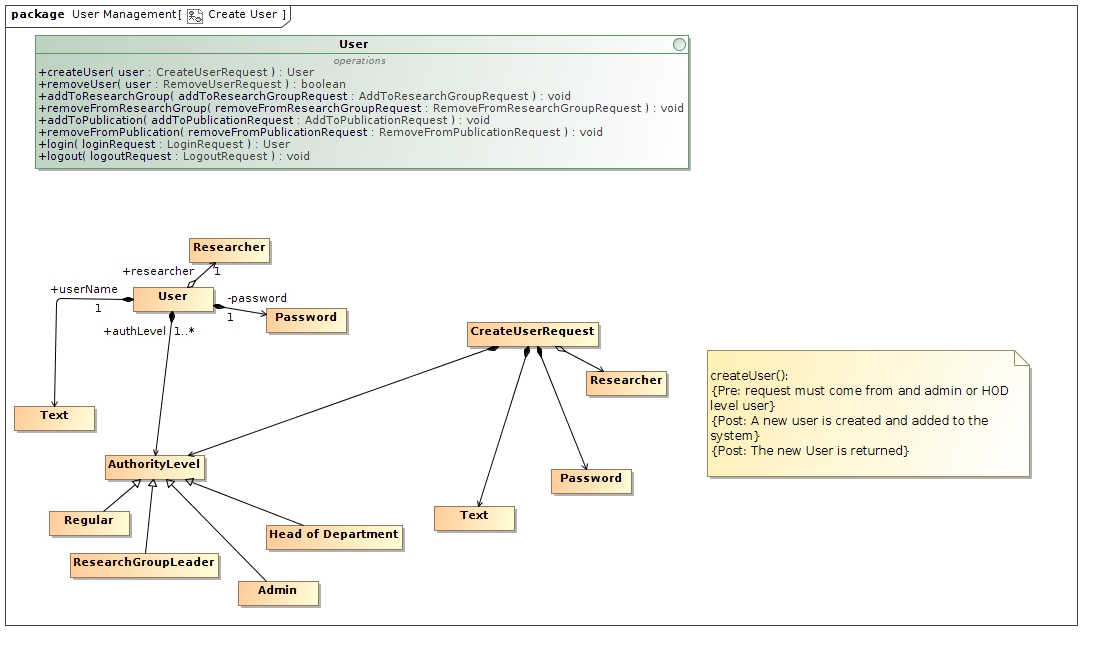 package User Management[ Create User ]
User
operations
+createUser( user : CreateUserRequest ) : User
+removeUser( user : RemoveUserRequest ) : boolean
+addToResearchGroup( addToResearchGroupRequest : AddToResearchGroupRequest ) : void
+removeFromResearchGroup( removeFromResearchGroupRequest : RemoveFromResearchGroupRequest ) : void
+addToPublication( addToPublicationRequest : AddToPublicationRequest ) : void
+removeFromPublication( removeFromPublicationRequest : RemoveFromPublicationRequest ) : void
+login( loginRequest : LoginRequest ) : User
+logout( logoutRequest : LogoutRequest ) : void
Researcher
+researcher 1
+userName
1
User
-password
1
Password
+authLevel 1..*
Text
AuthorityLevel
Regular
ResearchGroupLeader
Admin
Head of Department
CreateUserRequest
Researcher
Password
Text
createUser():
{Pre: request must come from and admin or HOD
level user}
{Post: A new user is created and added to the
system}
{Post: The new User is returned}